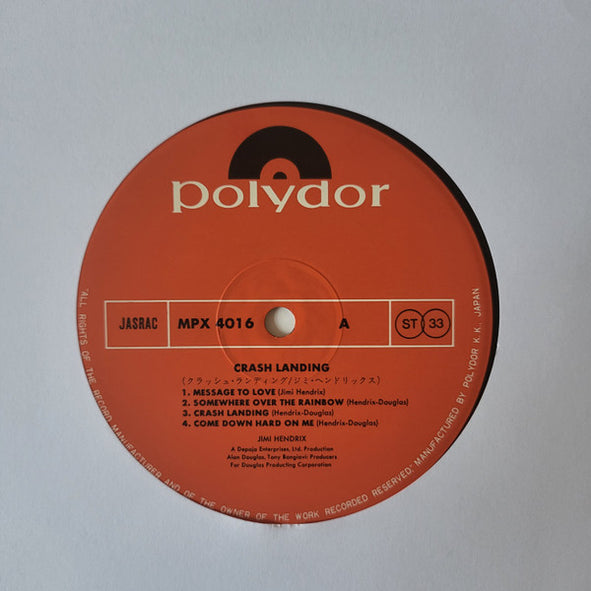 polydor
JASRAC MPX 4016 A ST 33
CRASH LANDING
(クラッシュ・ランディング/ジミ・ヘンドリックス)
1. MESSAGE TO LOVE (Jimi Hendrix)
2. SOMEWHERE OVER THE RAINBOW (Hendrix-Douglas)
3. CRASH LANDING (Hendrix-Douglas)
4. COME DOWN HARD ON ME (Hendrix-Douglas)
JIMI HENDRIX
A Depaja Enterprises, Ltd. Production
Alan Douglas, Tony Bongiovi: Producers
For Douglas Producting Corporation
"ALL RIGHTS OF THE RECORD MANUFACTURER AND OF THE OWNER OF THE WORK RECORDED RESERVED" MANUFACTURED BY POLYDOR K.K., JAPAN